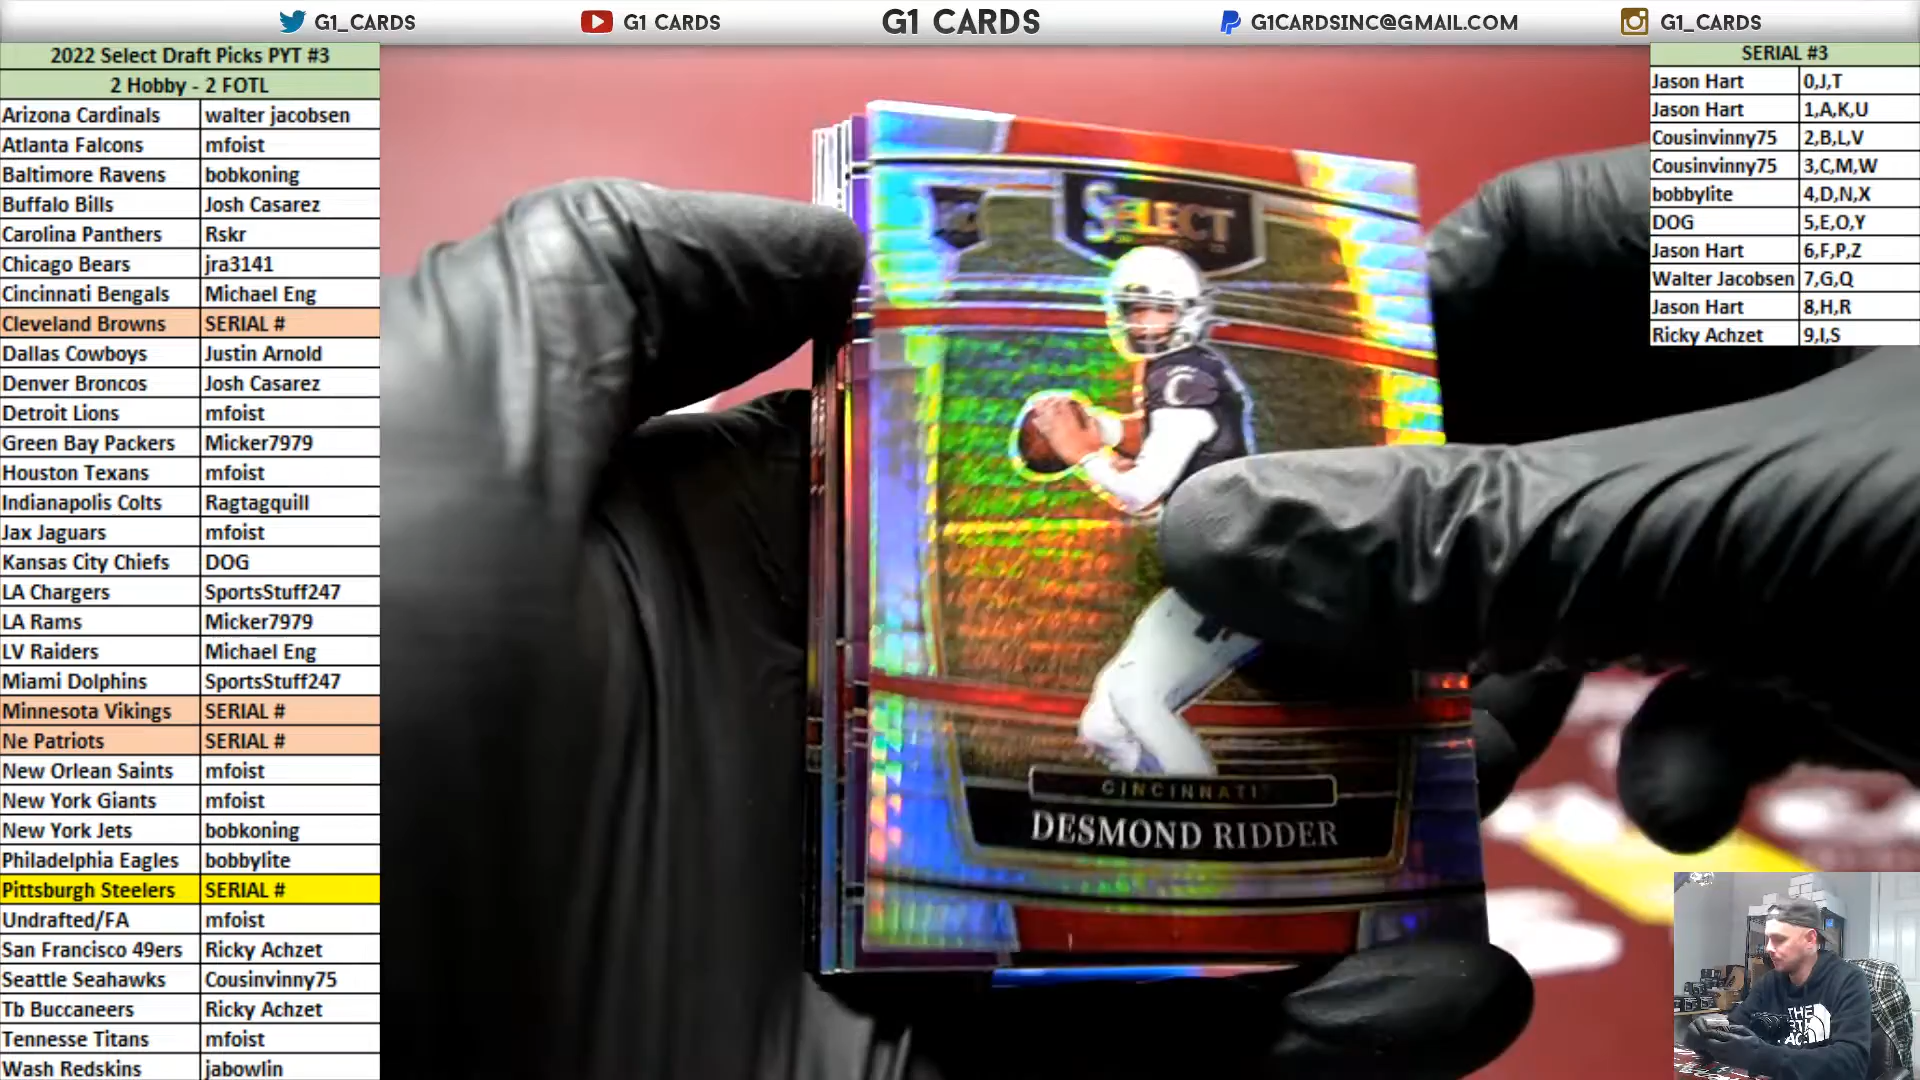 G1_CARDS G1 CARDS G1 CARDS G1CARDSINC@GMAIL.COM G1_CARDS
2022 Select Draft Picks PYT #3
2 Hobby - 2 FOTL
Arizona Cardinals walter jacobsen
Atlanta Falcons mfoist
Baltimore Ravens bobkoning
Buffalo Bills Josh Casarez
Carolina Panthers Rskr
Chicago Bears jra3141
Cincinnati Bengals Michael Eng
Cleveland Browns SERIAL #
Dallas Cowboys Justin Arnold
Denver Broncos Josh Casarez
Detroit Lions mfoist
Green Bay Packers Micker7979
Houston Texans mfoist
Indianapolis Colts Ragtagquill
Jax Jaguars mfoist
Kansas City Chiefs DOG
LA Chargers SportsStuff247
LA Rams Micker7979
LV Raiders Michael Eng
Miami Dolphins SportsStuff247
Minnesota Vikings SERIAL #
Ne Patriots SERIAL #
New Orlean Saints mfoist
New York Giants mfoist
New York Jets bobkoning
Philadelphia Eagles bobbylite
Pittsburgh Steelers SERIAL #
Undrafted/FA mfoist
San Francisco 49ers Ricky Achzet
Seattle Seahawks Cousinvinny75
Tb Buccaneers Ricky Achzet
Tennesse Titans mfoist
Wash Redskins jabowlin
SELECT
C
CINCINNATI
DESMOND RIDDER
SERIAL #3
Jason Hart 0,J,T
Jason Hart 1,A,K,U
Cousinvinny75 2,B,L,V
Cousinvinny75 3,C,M,W
bobbylite 4,D,N,X
DOG 5,E,O,Y
Jason Hart 6,F,P,Z
Walter Jacobsen 7,G,Q
Jason Hart 8,H,R
Ricky Achzet 9,I,S
THE